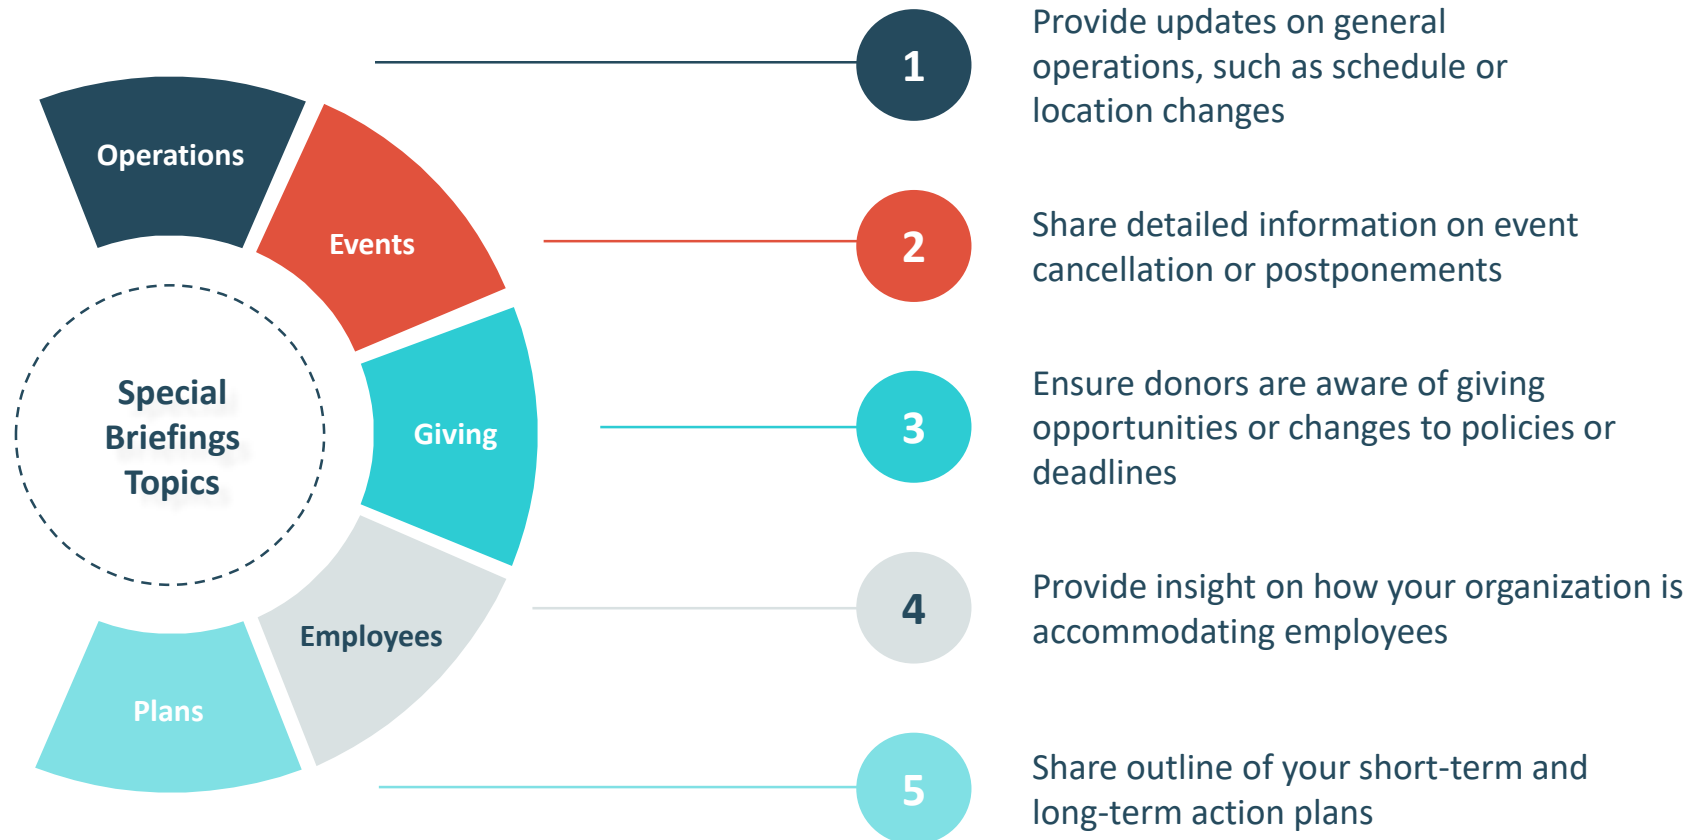 Operations
Events
Giving
Employees
Plans
Special
Briefings
Topics
1
Provide updates on general
operations, such as schedule or
location changes
2
Share detailed information on event
cancellation or postponements
3
Ensure donors are aware of giving
opportunities or changes to policies or
deadlines
4
Provide insight on how your organization is
accommodating employees
5
Share outline of your short-term and
long-term action plans